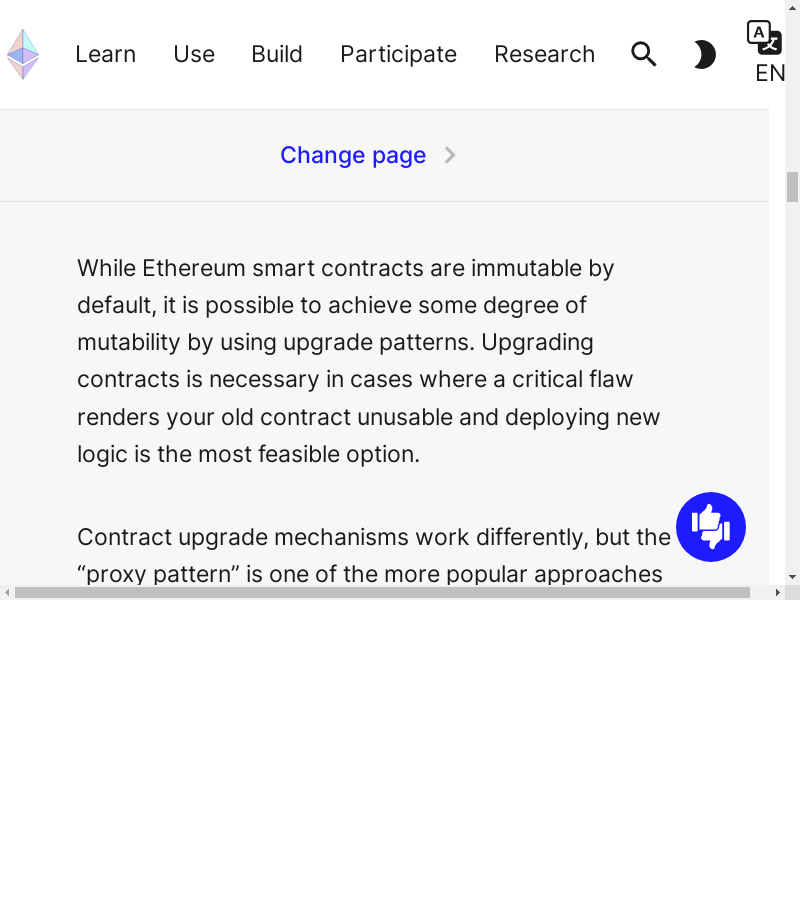 Learn Use Build Participate Research
A 文
EN
Change page
While Ethereum smart contracts are immutable by
default, it is possible to achieve some degree of
mutability by using upgrade patterns. Upgrading
contracts is necessary in cases where a critical flaw
renders your old contract unusable and deploying new
logic is the most feasible option.
Contract upgrade mechanisms work differently, but the
“proxy pattern” is one of the more popular approaches